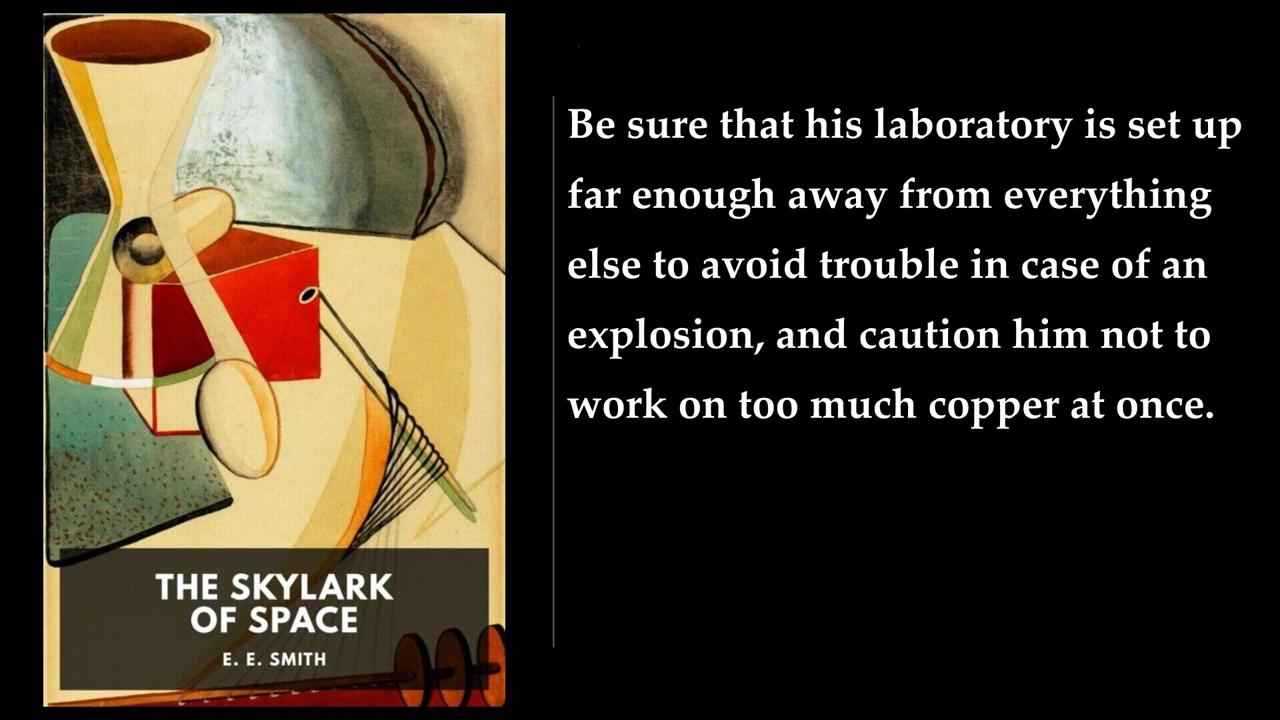 Be sure that his laboratory is set up
far enough away from everything
else to avoid trouble in case of an
explosion, and caution him not to
work on too much copper at once.
THE SKYLARK
OF SPACE
E. E. SMITH